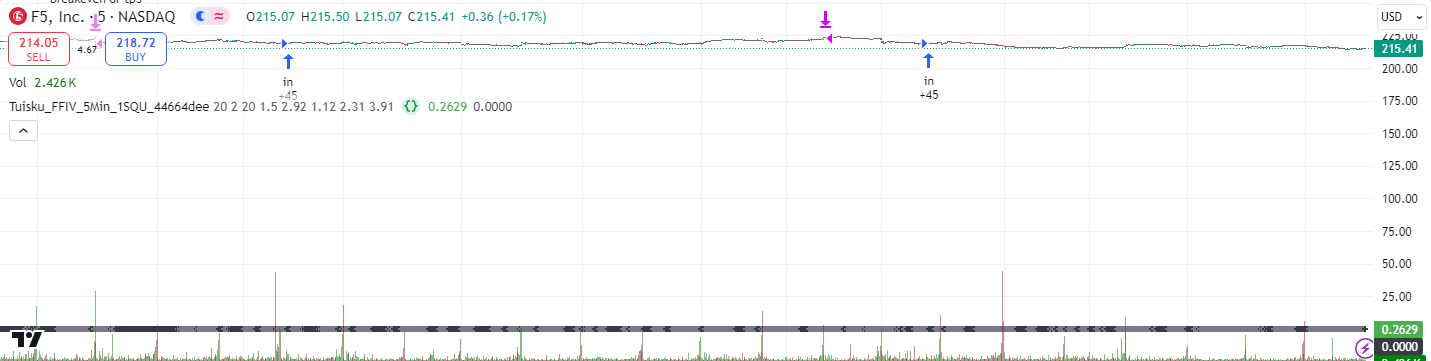 F5, Inc. · 5 · NASDAQ O215.07 H215.50 L215.07 C215.41 +0.36 (+0.17%)
USD
214.05
SELL
4.67
218.72
BUY
215.41
200.00
Vol 2.426 K
in
+45
in
+45
175.00
Tuisku_FFIV_5Min_1SQU_44664dee 20 2 20 1.5 2.92 1.12 2.31 3.91 {} 0.2629 0.0000
150.00
125.00
100.00
75.00
50.00
25.00
0.2629
0.0000